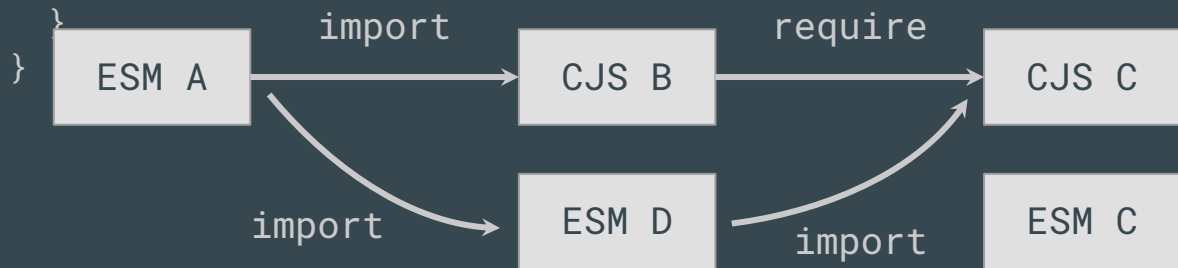 }
import
require
}
ESM A
CJS B
CJS C
import
ESM D
import
ESM C